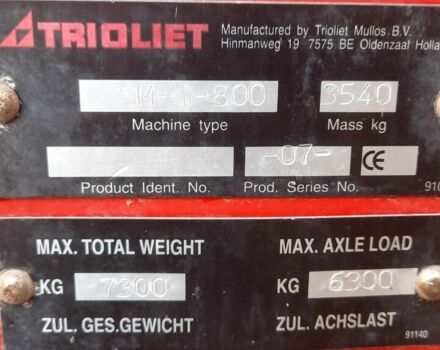 TRIOLIET
Manufactured by Trioliet Mullos B.V.
Hinmanweg 19 7575 BE Oldenzaal Holla
SM-1-800 3540
Machine type Mass kg
-07- CE
Product Ident. No. Prod. Series No. 910
MAX. TOTAL WEIGHT MAX. AXLE LOAD
KG 7300 KG 6300
ZUL. GES.GEWICHT ZUL. ACHSLAST 91140